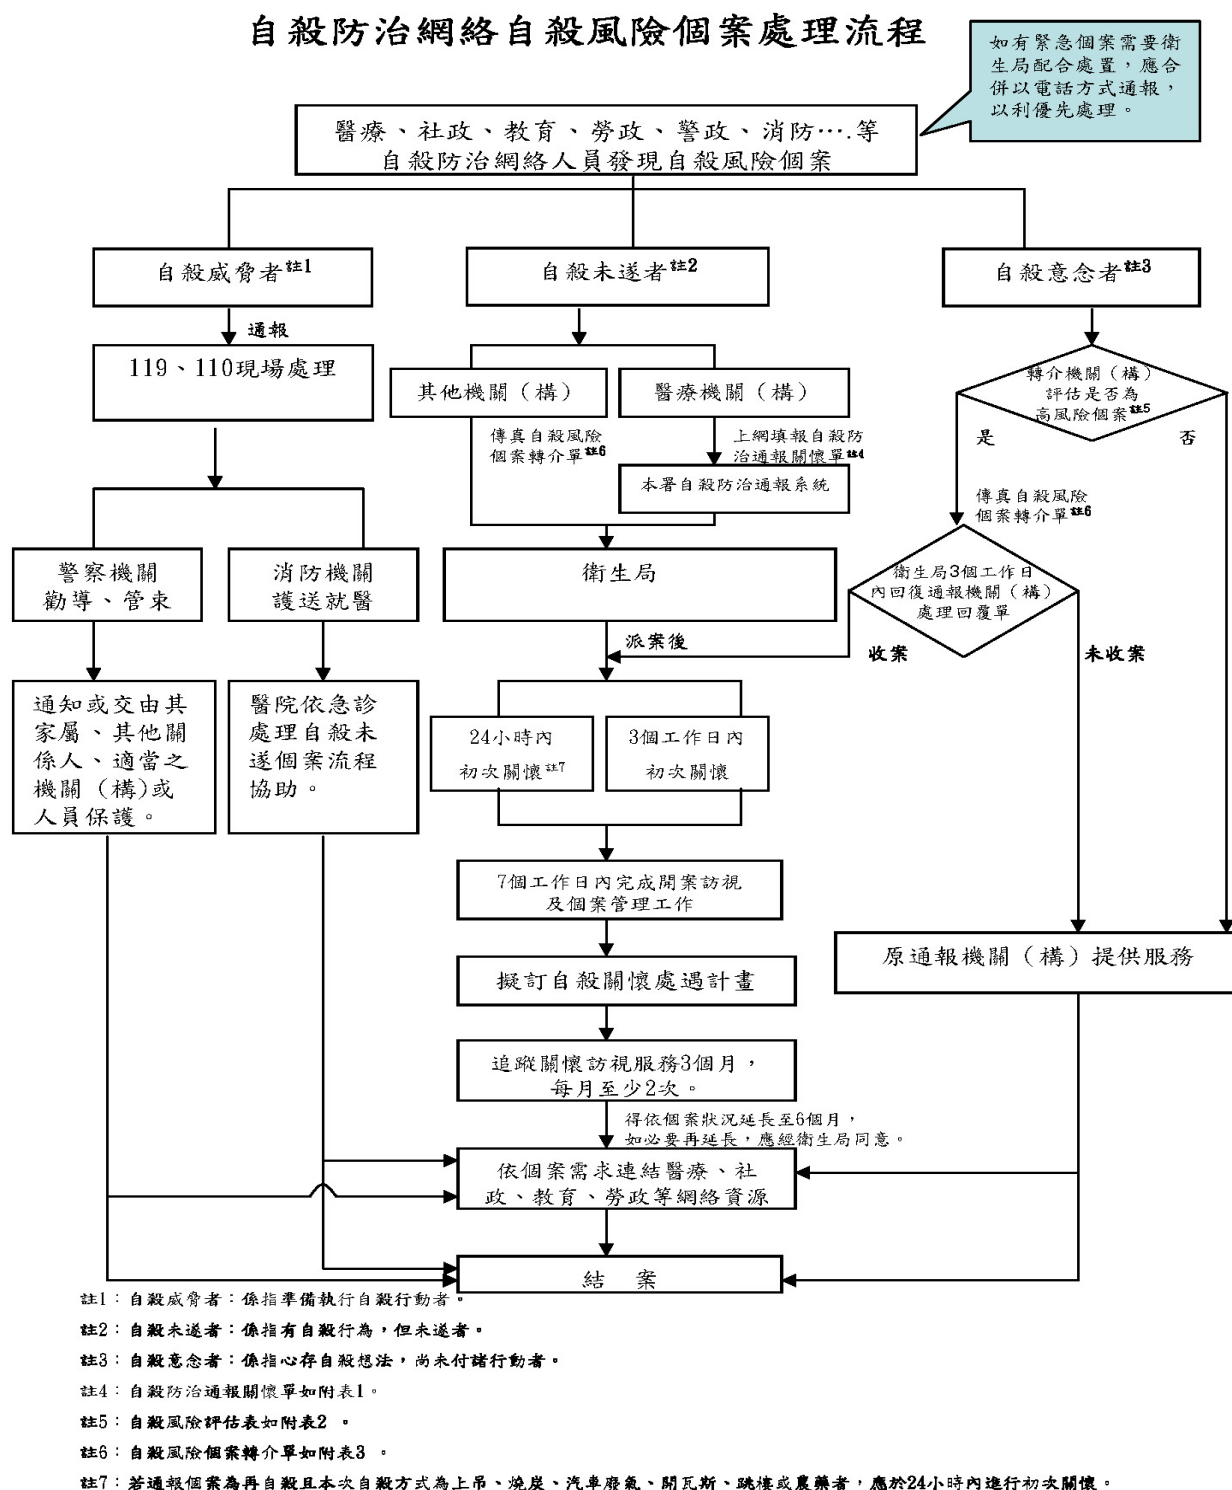 自殺防治網絡自殺風險個案處理流程
如有緊急個案需要衛
生局配合處置，應合
併以電話方式通報，
以利優先處理。
醫療、社政、教育、勞政、警政、消防….等
自殺防治網絡人員發現自殺風險個案
自殺威脅者註1
自殺未遂者註2
自殺意念者註3
通報
119、110現場處理
其他機關（構）
醫療機關（構）
轉介機關（構）
評估是否為
高風險個案註5
是
否
傳真自殺風險
個案轉介單註6
上網填報自殺防
治通報關懷單註4
本署自殺防治通報系統
傳真自殺風險
個案轉介單註6
警察機關
勸導、管束
消防機關
護送就醫
衛生局
衛生局3個工作日
內回復通報機關（構）
處理回覆單
派案後
收案
未收案
通知或交由其
家屬、其他關
係人、適當之
機關（構)或
人員保護。
醫院依急診
處理自殺未
遂個案流程
協助。
24小時內
初次關懷註7
3個工作日內
初次關懷
7個工作日內完成開案訪視
及個案管理工作
原通報機關（構）提供服務
擬訂自殺關懷處遇計畫
追蹤關懷訪視服務3個月，
每月至少2次。
得依個案狀況延長至6個月，
如必要再延長，應經衛生局同意。
依個案需求連結醫療、社
政、教育、勞政等網絡資源
結　案
註1：自殺威脅者：係指準備執行自殺行動者。
註2：自殺未遂者：係指有自殺行為，但未遂者。
註3：自殺意念者：係指心存自殺想法，尚未付諸行動者。
註4：自殺防治通報關懷單如附表1。
註5：自殺風險評估表如附表2 。
註6：自殺風險個案轉介單如附表3 。
註7：若通報個案為再自殺且本次自殺方式為上吊、燒炭、汽車廢氣、開瓦斯、跳樓或農藥者，應於24小時內進行初次關懷。